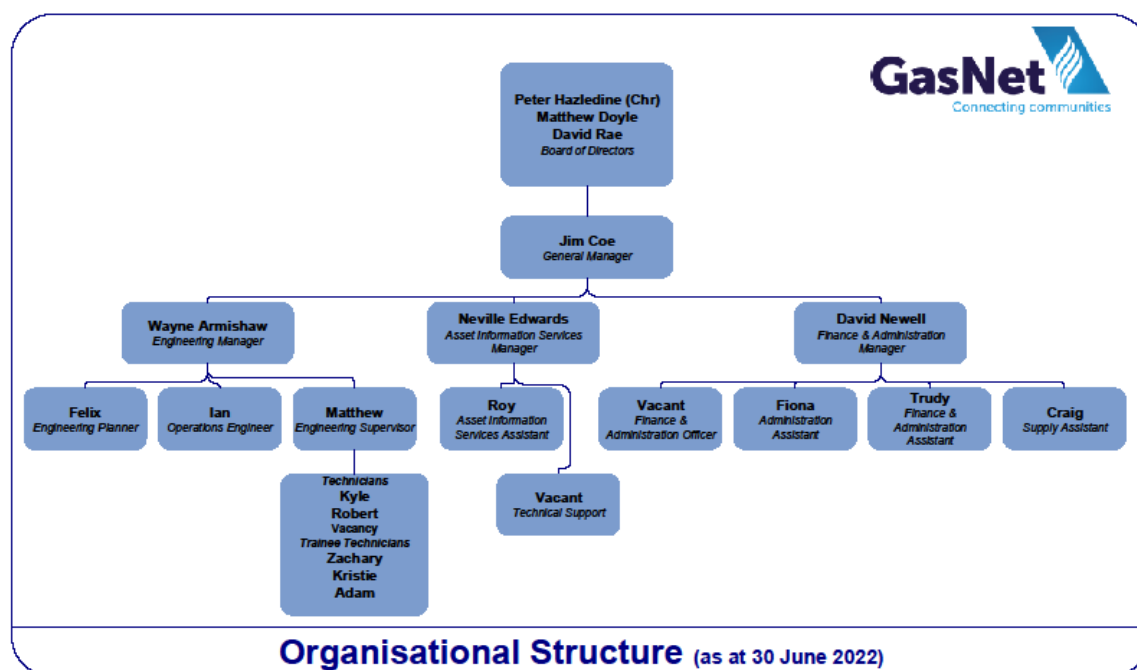 GasNet
Connecting communities
Peter Hazledine (Chr)
Matthew Doyle
David Rae
Board of Directors
Jim Coe
General Manager
Wayne Armishaw
Engineering Manager
Neville Edwards
Asset Information Services
Manager
David Newell
Finance & Administration
Manager
Felix
Engineering Planner
Ian
Operations Engineer
Matthew
Engineering Supervisor
Roy
Asset Information
Services Assistant
Vacant
Finance &
Administration Officer
Fiona
Administration
Assistant
Trudy
Finance &
Administration
Assistant
Craig
Supply Assistant
Technicians
Kyle
Robert
Vacancy
Trainee Technicians
Zachary
Kristie
Adam
Vacant
Technical Support
Organisational Structure (as at 30 June 2022)